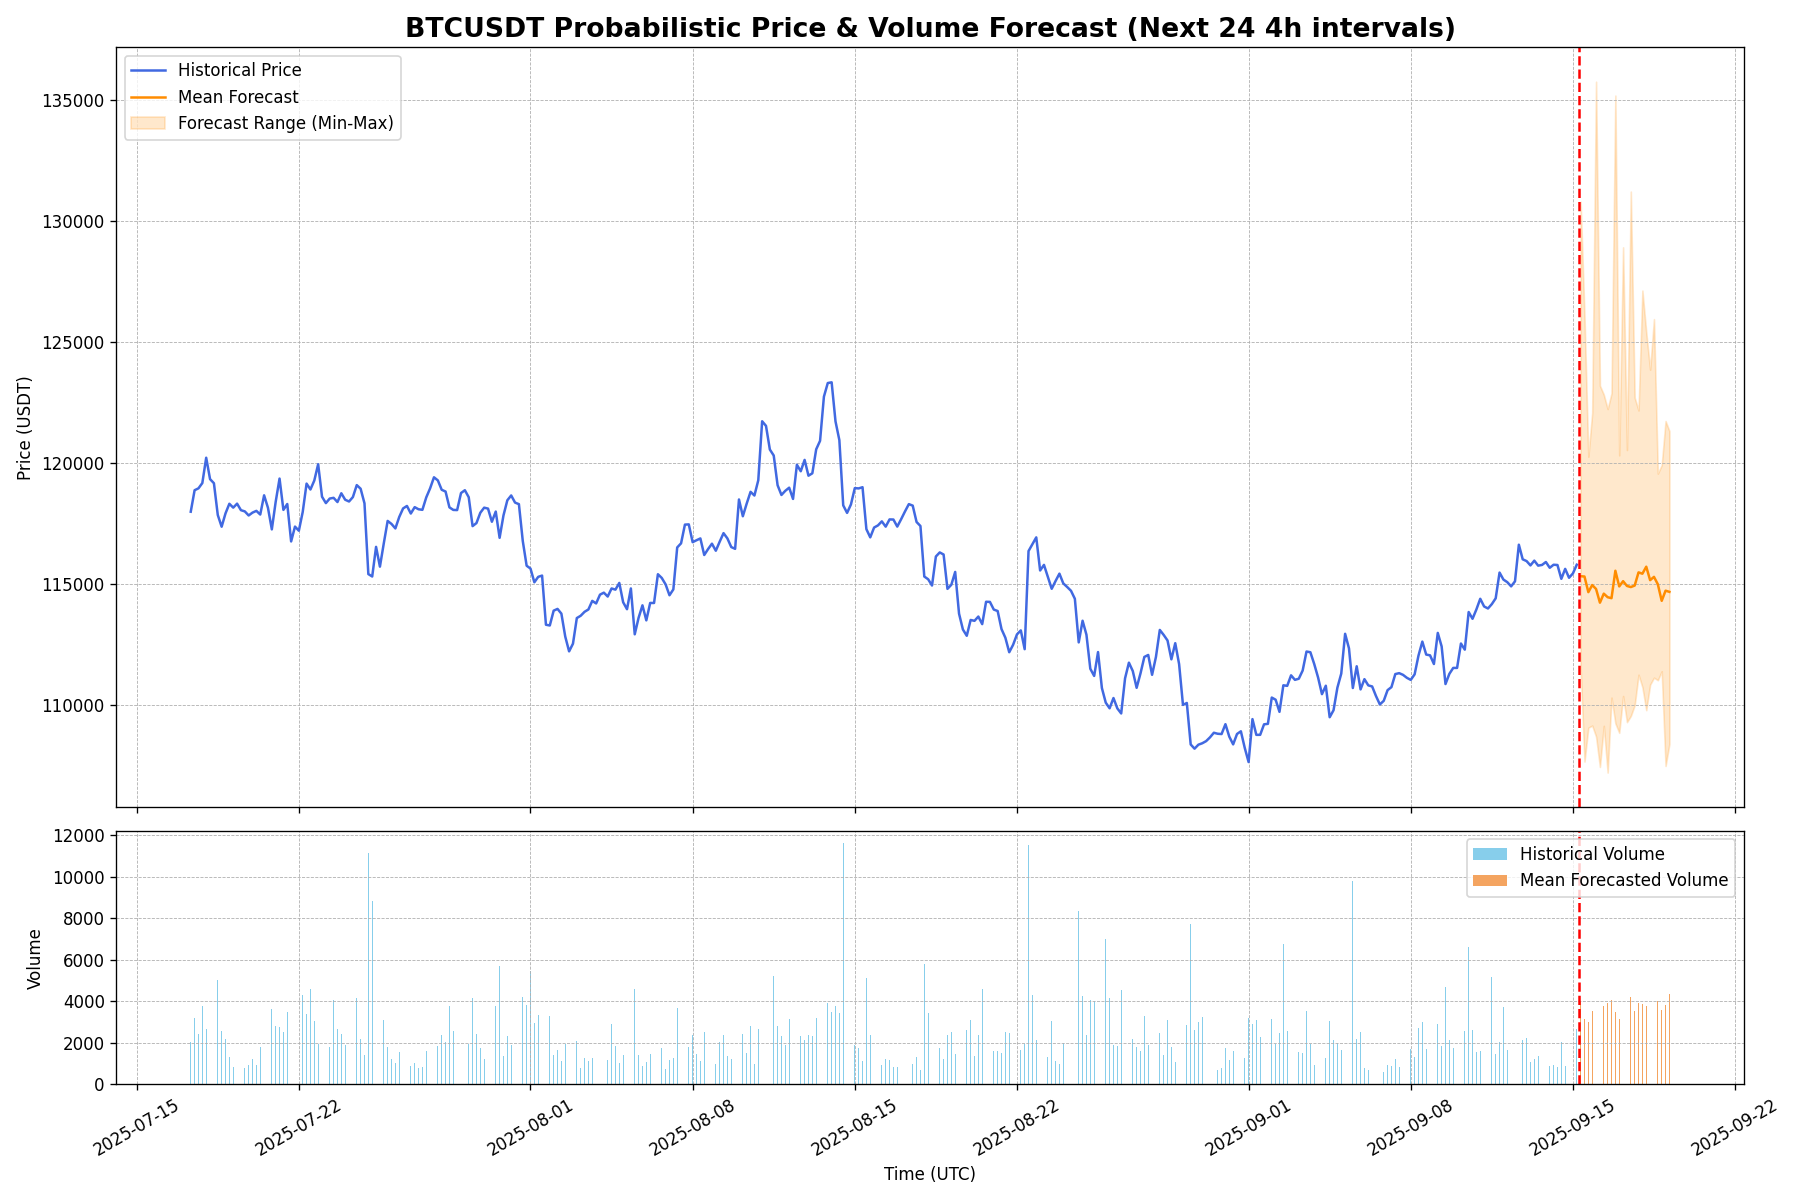 BTCUSDT Probabilistic Price & Volume Forecast (Next 24 4h intervals)
Historical Price
Mean Forecast
Forecast Range (Min-Max)
135000
130000
125000
120000
115000
110000
Price (USDT)
Historical Volume
Mean Forecasted Volume
12000
10000
8000
6000
4000
2000
0
Volume
2025-07-15
2025-07-22
2025-08-01
2025-08-08
2025-08-15
2025-08-22
2025-09-01
2025-09-08
2025-09-15
2025-09-22
Time (UTC)